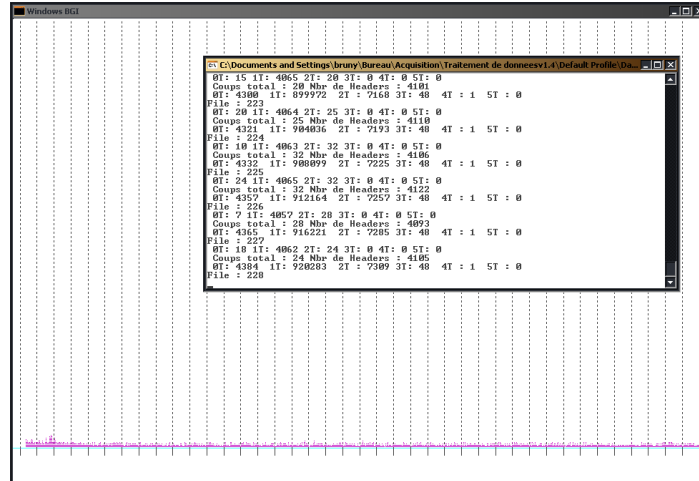 Windows BGI
C:\Documents and Settings\bruny\Bureau\Acquisition\Traitement de donneesv1.4\Default Profile\Da...
0T: 15 1T: 4065 2T: 20 3T: 0 4T: 0 5T: 0
Coups total : 20 Nbr de Headers : 4101
0T: 4300 1T: 899972 2T : 7168 3T: 48 4T : 1 5T : 0
File : 223
0T: 20 1T: 4064 2T: 25 3T: 0 4T: 0 5T: 0
Coups total : 25 Nbr de Headers : 4110
0T: 4321 1T: 904036 2T : 7193 3T: 48 4T : 1 5T : 0
File : 224
0T: 10 1T: 4063 2T: 32 3T: 0 4T: 0 5T: 0
Coups total : 32 Nbr de Headers : 4106
0T: 4332 1T: 908099 2T : 7225 3T: 48 4T : 1 5T : 0
File : 225
0T: 24 1T: 4065 2T: 32 3T: 0 4T: 0 5T: 0
Coups total : 32 Nbr de Headers : 4122
0T: 4357 1T: 912164 2T : 7257 3T: 48 4T : 1 5T : 0
File : 226
0T: 7 1T: 4057 2T: 28 3T: 0 4T: 0 5T: 0
Coups total : 28 Nbr de Headers : 4093
0T: 4365 1T: 916221 2T : 7285 3T: 48 4T : 1 5T : 0
File : 227
0T: 18 1T: 4062 2T: 24 3T: 0 4T: 0 5T: 0
Coups total : 24 Nbr de Headers : 4105
0T: 4384 1T: 920283 2T : 7309 3T: 48 4T : 1 5T : 0
File : 228